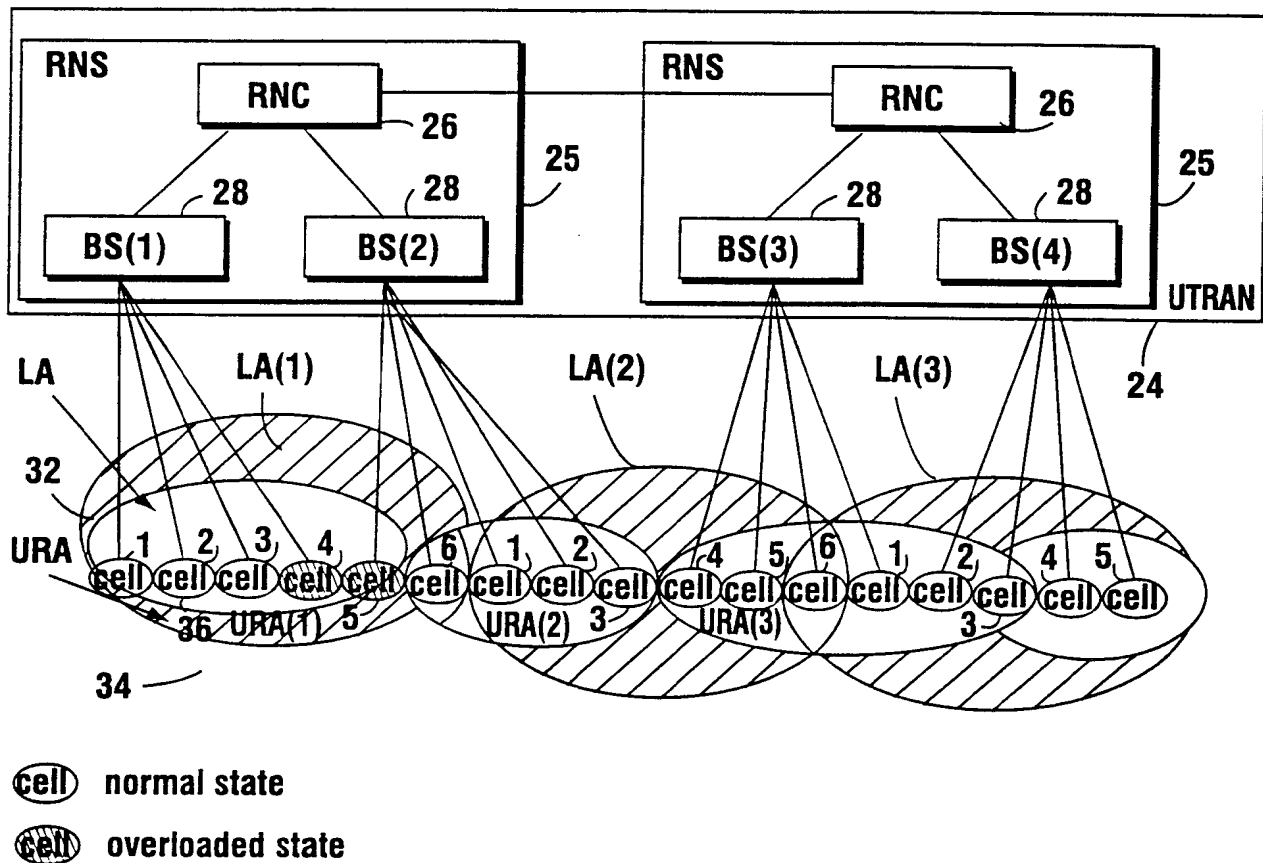 RNS
RNC
26
25
28
28
BS(1)
BS(2)
RNS
RNC
26
25
28
28
BS(3)
BS(4)
UTRAN
24
LA
LA(1)
LA(2)
LA(3)
32
URA
1 2 3 4 6 1 2 4 5 6 1 2 4 5
cell cell cell cell cell cell cell cell cell cell cell cell cell cell cell cell cell
36 URA(1) 5 URA(2) 3 URA(3) 3
34
cell normal state
cell overloaded state